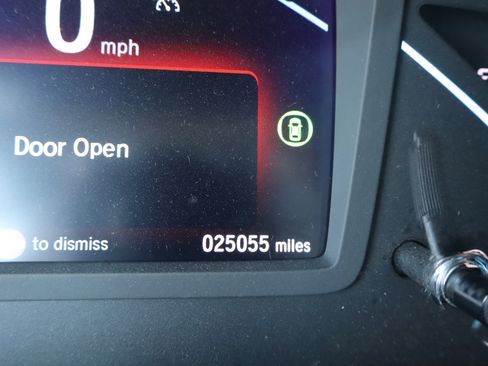 0 mph
Door Open
to dismiss
025055 miles